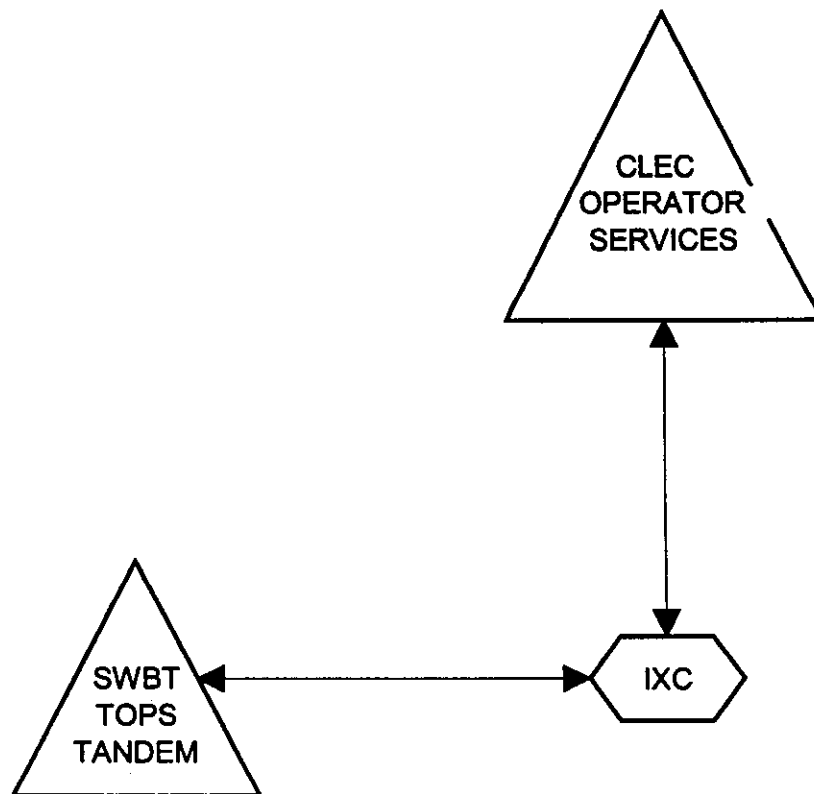 CLEC
OPERATOR
SERVICES
SWBT
TOPS
TANDEM
IXC